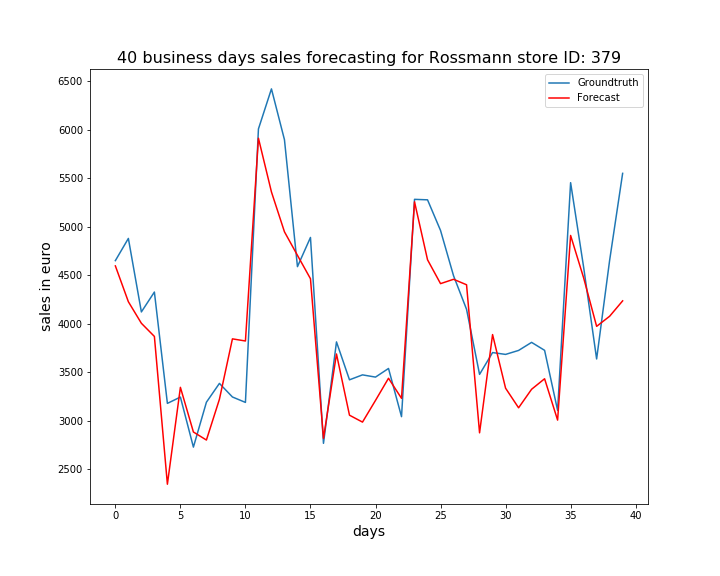 40 business days sales forecasting for Rossmann store ID: 379
Groundtruth
Forecast
6500
6000
5500
5000
4500
4000
3500
3000
2500
sales in euro
0 5 10 15 20 25 30 35 40
days